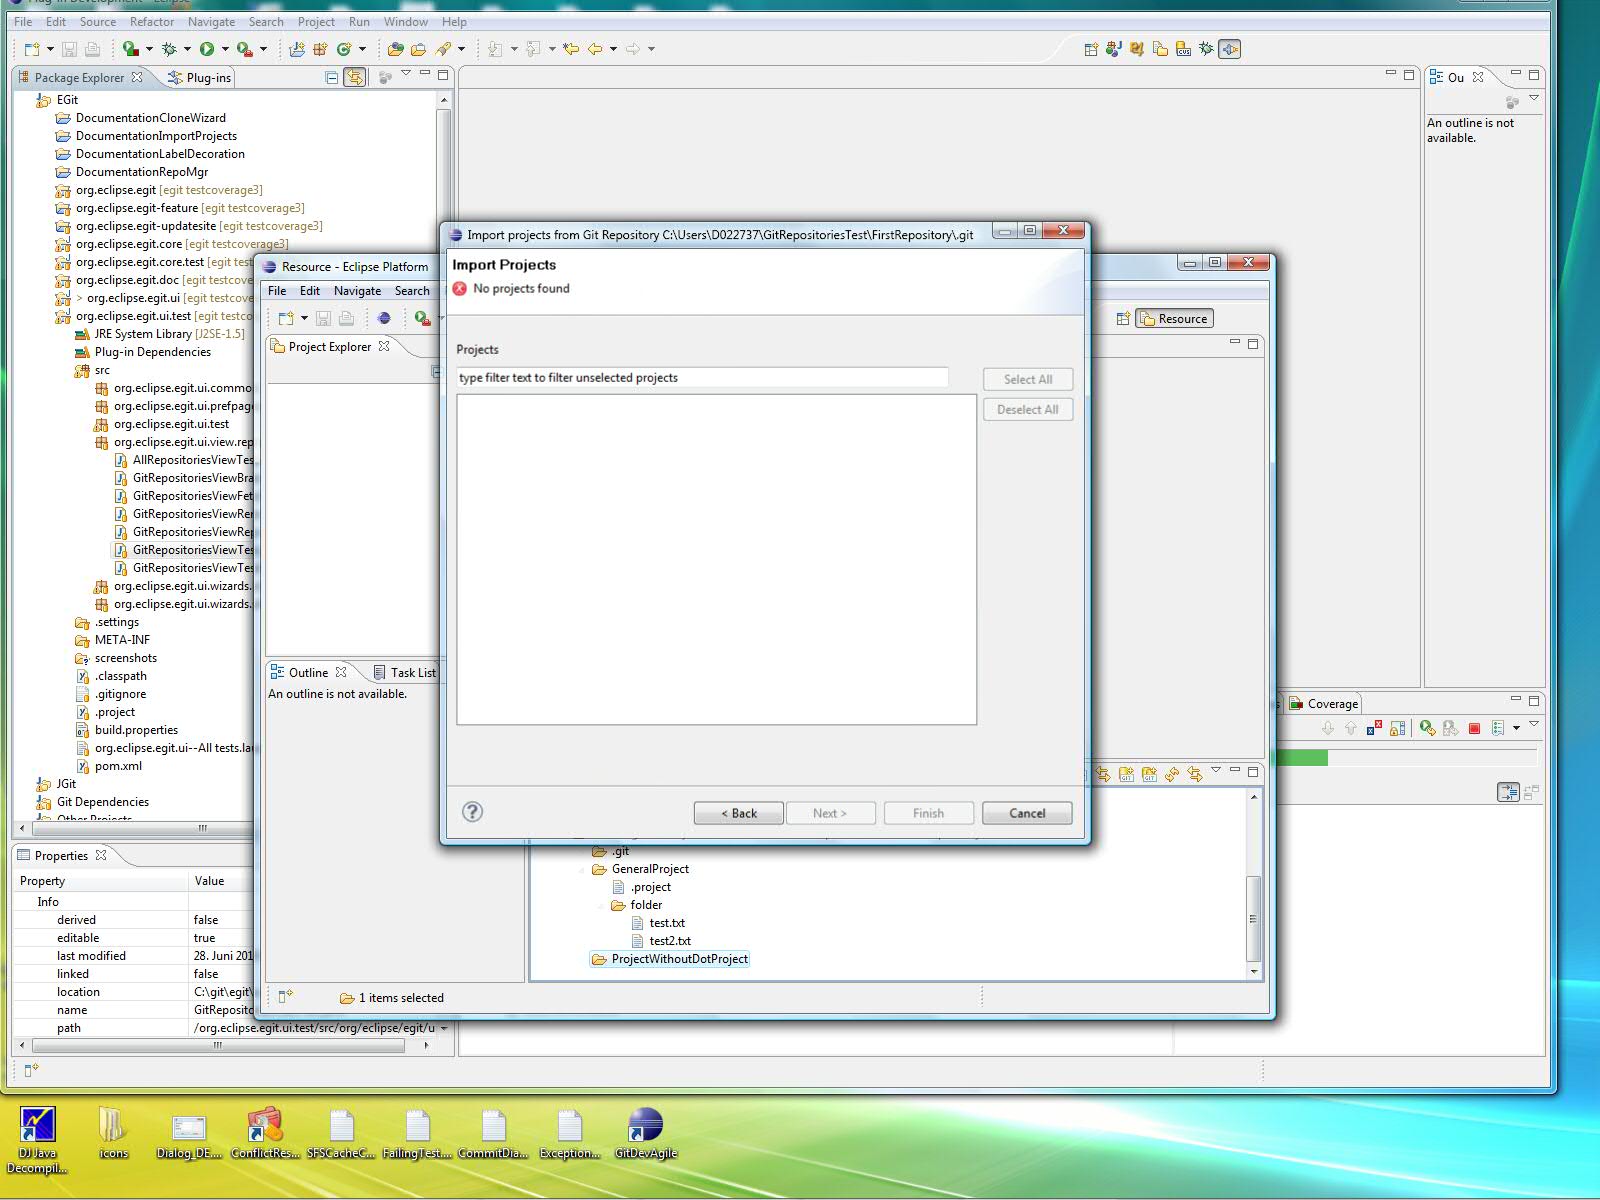 Plug-in Development - Eclipse
File Edit Source Refactor Navigate Search Project Run Window Help
Package Explorer Plug-ins
EGit
DocumentationCloneWizard
DocumentationImportProjects
DocumentationLabelDecoration
DocumentationRepoMgr
org.eclipse.egit [egit testcoverage3]
org.eclipse.egit-feature [egit testcoverage3]
org.eclipse.egit-updatesite [egit testcoverage3]
org.eclipse.egit.core [egit testcoverage3]
org.eclipse.egit.core.test [egit testco
org.eclipse.egit.doc [egit testcove
> org.eclipse.egit.ui [egit testcove
org.eclipse.egit.ui.test [egit testco
JRE System Library [J2SE-1.5]
Plug-in Dependencies
src
org.eclipse.egit.ui.commo
org.eclipse.egit.ui.prefpag
org.eclipse.egit.ui.test
org.eclipse.egit.ui.view.rep
AllRepositoriesViewTes
GitRepositoriesViewBra
GitRepositoriesViewFet
GitRepositoriesViewRe
GitRepositoriesViewRep
GitRepositoriesViewTes
GitRepositoriesViewTes
org.eclipse.egit.ui.wizards.
org.eclipse.egit.ui.wizards.
.settings
META-INF
screenshots
.classpath
.gitignore
.project
build.properties
org.eclipse.egit.ui--All tests.la
pom.xml
JGit
Git Dependencies
Other Projects
Properties
Property Value
Info
derived false
editable true
last modified 28. Juni 201
linked false
location C:\git\egit\
name GitReposito
path /org.eclipse.egit.ui.test/src/org/eclipse/egit/u
Ou
An outline is not
available.
Coverage
Resource - Eclipse Platform
File Edit Navigate Search
Resource
Project Explorer
Outline Task List
An outline is not available.
.git
GeneralProject
.project
folder
test.txt
test2.txt
ProjectWithoutDotProject
1 items selected
Import projects from Git Repository C:\Users\D022737\GitRepositoriesTest\FirstRepository\.git
Import Projects
No projects found
Projects
type filter text to filter unselected projects
Select All
Deselect All
< Back Next > Finish Cancel
DJ Java
Decompil...
icons
Dialog_DE....
ConflictRes...
SFSCacheC...
FailingTest....
CommitDia...
Exception...
GitDevAgile